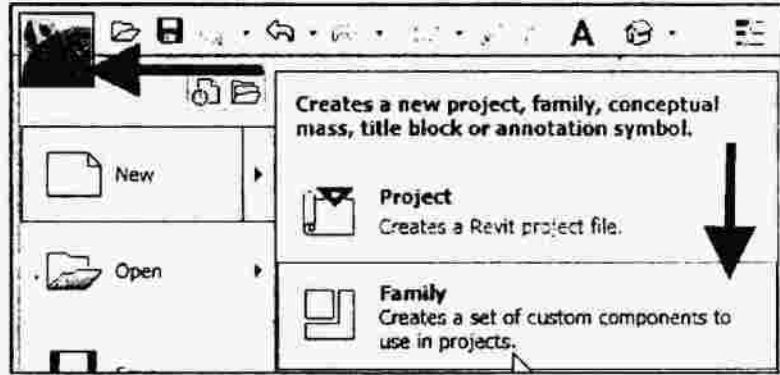 A
Creates a new project, family, conceptual
mass, title block or annotation symbol.
New
Project
Creates a Revit project file.
Open
Family
Creates a set of custom components to
use in projects.